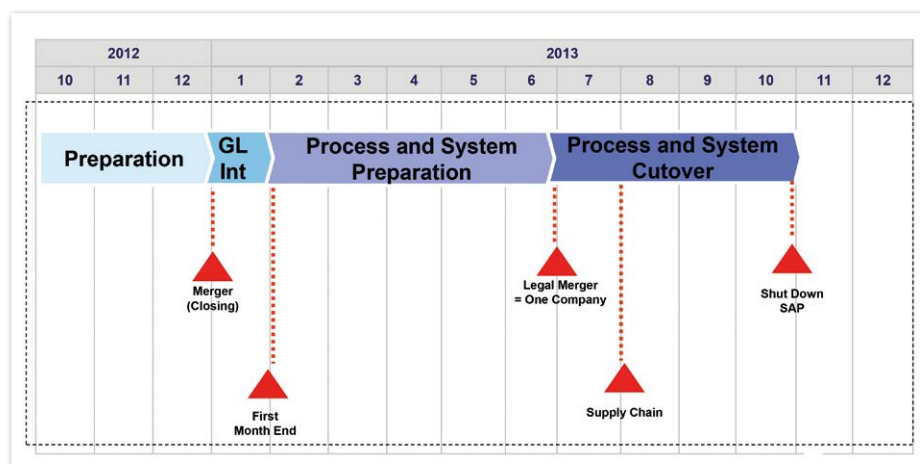 2012 2013
10 11 12 1 2 3 4 5 6 7 8 9 10 11 12
Preparation
GL
Int
Process and System
Preparation
Process and System
Cutover
Merger
(Closing)
Legal Merger
= One Company
Shut Down
SAP
First
Month End
Supply Chain